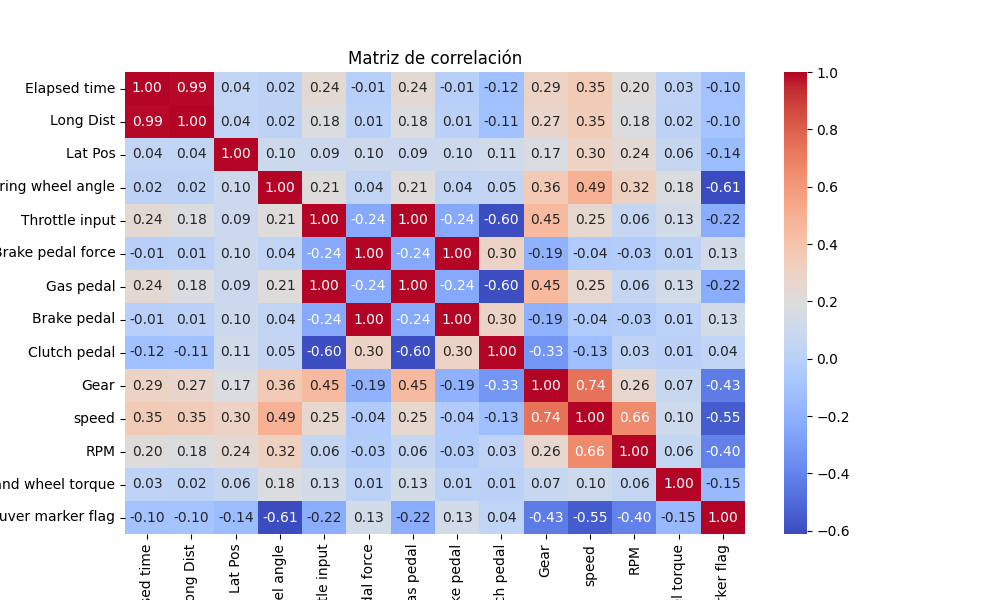 Matriz de correlación
Elapsed time 1.00 0.99 0.04 0.02 0.24 -0.01 0.24 -0.01 -0.12 0.29 0.35 0.20 0.03 -0.10
Long Dist 0.99 1.00 0.04 0.02 0.18 0.01 0.18 0.01 -0.11 0.27 0.35 0.18 0.02 -0.10
Lat Pos 0.04 0.04 1.00 0.10 0.09 0.10 0.09 0.10 0.11 0.17 0.30 0.24 0.06 -0.14
ring wheel angle 0.02 0.02 0.10 1.00 0.21 0.04 0.21 0.04 0.05 0.36 0.49 0.32 0.18 -0.61
Throttle input 0.24 0.18 0.09 0.21 1.00 -0.24 1.00 -0.24 -0.60 0.45 0.25 0.06 0.13 -0.22
Brake pedal force -0.01 0.01 0.10 0.04 -0.24 1.00 -0.24 1.00 0.30 -0.19 -0.04 -0.03 0.01 0.13
Gas pedal 0.24 0.18 0.09 0.21 1.00 -0.24 1.00 -0.24 -0.60 0.45 0.25 0.06 0.13 -0.22
Brake pedal -0.01 0.01 0.10 0.04 -0.24 1.00 -0.24 1.00 0.30 -0.19 -0.04 -0.03 0.01 0.13
Clutch pedal -0.12 -0.11 0.11 0.05 -0.60 0.30 -0.60 0.30 1.00 -0.33 -0.13 0.03 0.01 0.04
Gear 0.29 0.27 0.17 0.36 0.45 -0.19 0.45 -0.19 -0.33 1.00 0.74 0.26 0.07 -0.43
speed 0.35 0.35 0.30 0.49 0.25 -0.04 0.25 -0.04 -0.13 0.74 1.00 0.66 0.10 -0.55
RPM 0.20 0.18 0.24 0.32 0.06 -0.03 0.06 -0.03 0.03 0.26 0.66 1.00 0.06 -0.40
and wheel torque 0.03 0.02 0.06 0.18 0.13 0.01 0.13 0.01 0.01 0.07 0.10 0.06 1.00 -0.15
uver marker flag -0.10 -0.10 -0.14 -0.61 -0.22 0.13 -0.22 0.13 0.04 -0.43 -0.55 -0.40 -0.15 1.00
sed time
ong Dist
Lat Pos
el angle
tle input
dal force
as pedal
ke pedal
ch pedal
Gear
speed
RPM
l torque
rker flag
1.0
0.8
0.6
0.4
0.2
0.0
−0.2
−0.4
−0.6